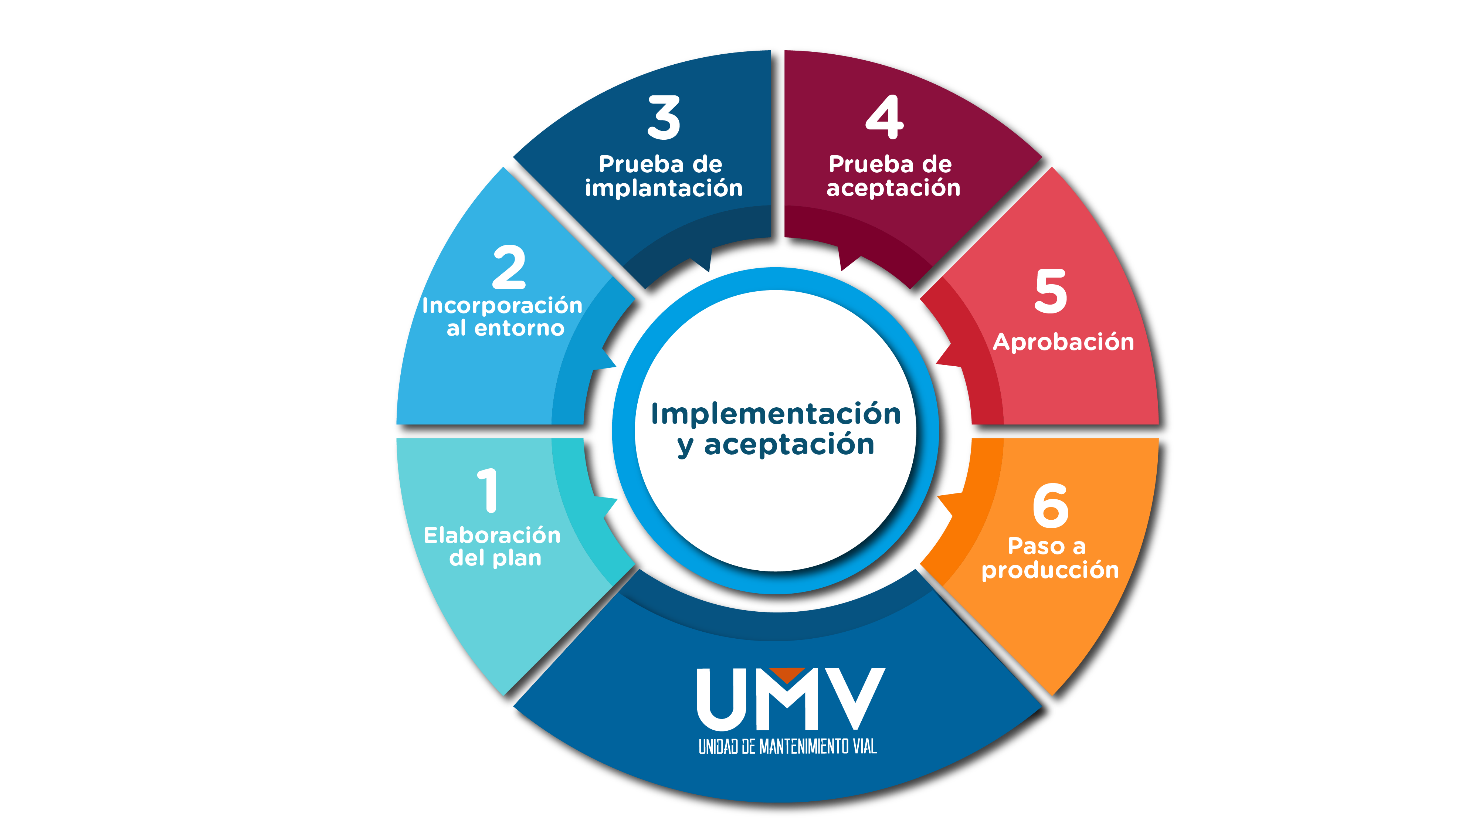 1
Elaboración
del plan
2
Incorporación
al entorno
3
Prueba de
implantación
4
Prueba de
aceptación
5
Aprobación
6
Paso a
producción
Implementación
y aceptación
UMV
UNIDAD DE MANTENIMIENTO VIAL